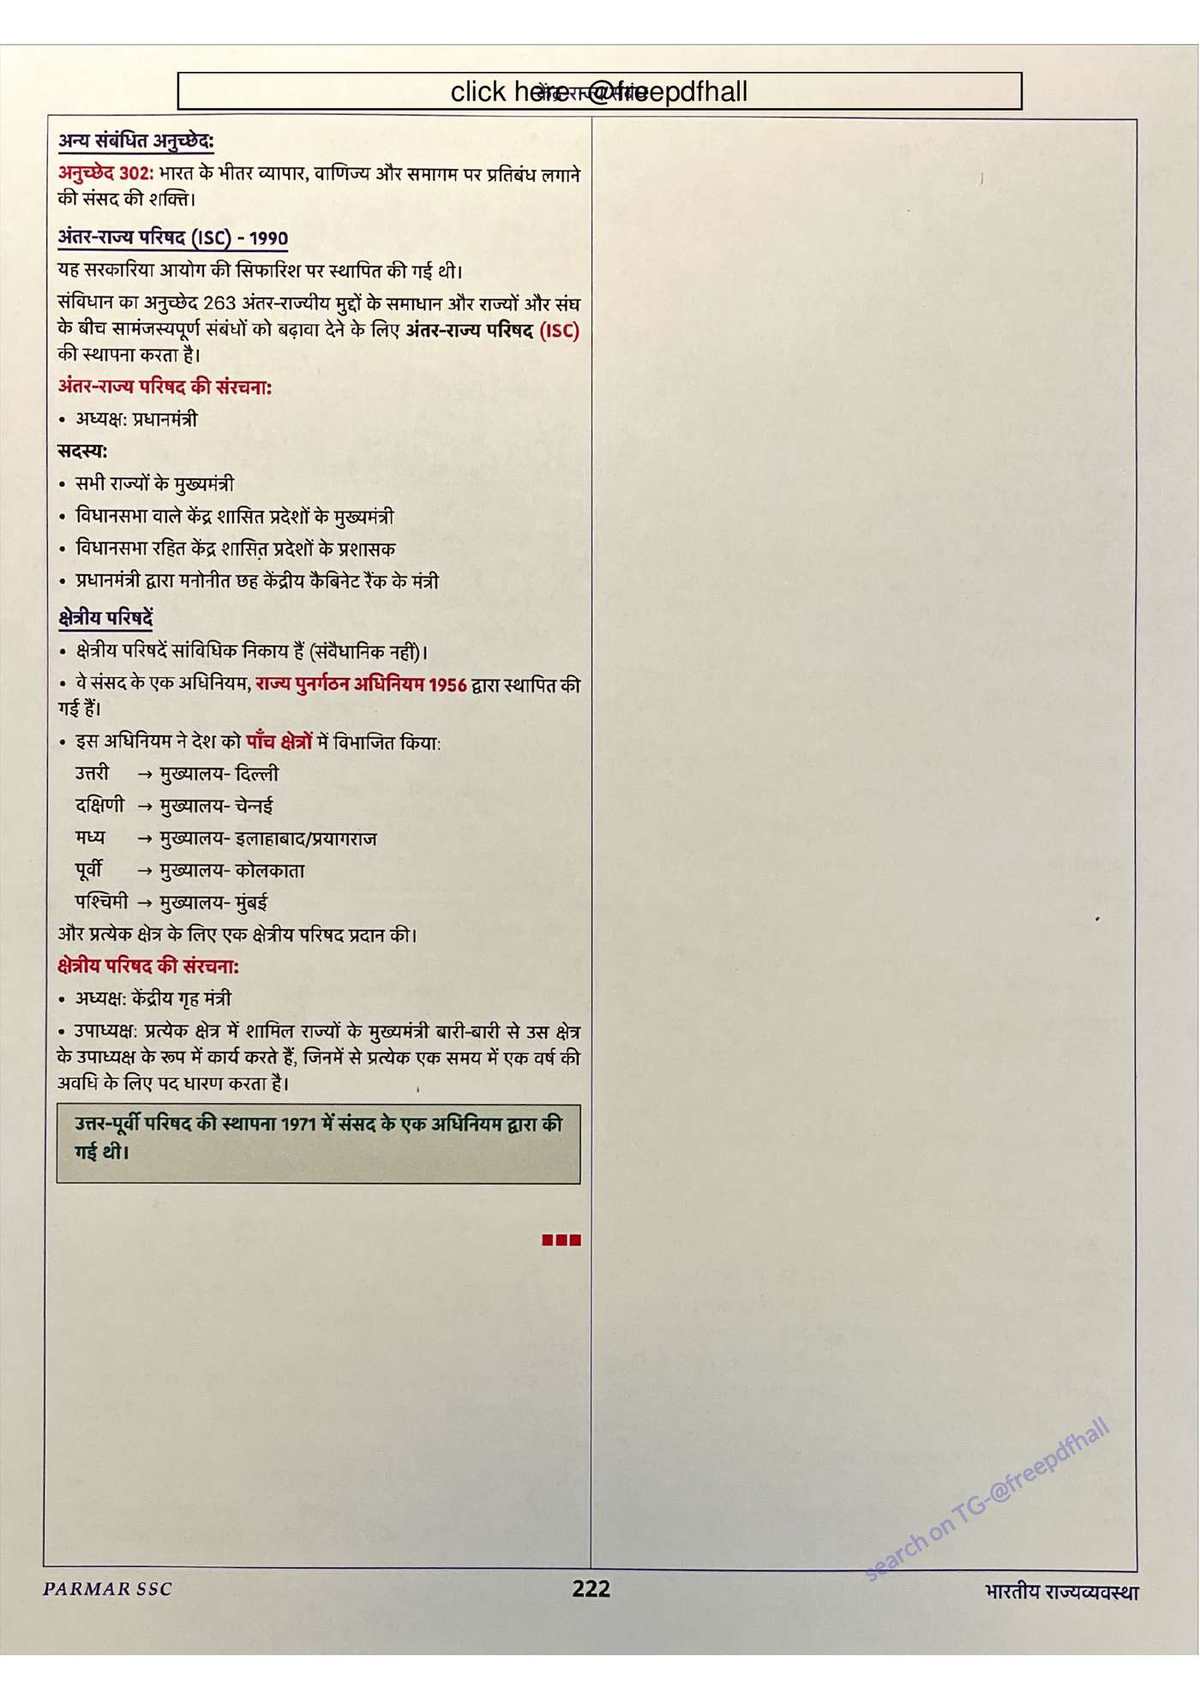 click here - @freepdfhall
अन्य संबंधित अनुच्छेद:
अनुच्छेद 302: भारत के भीतर व्यापार, वाणिज्य और समागम पर प्रतिबंध लगाने
की संसद की शक्ति।
अंतर-राज्य परिषद (ISC) - 1990
यह सरकारिया आयोग की सिफारिश पर स्थापित की गई थी।
संविधान का अनुच्छेद 263 अंतर-राज्यीय मुद्दों के समाधान और राज्यों और संघ
के बीच सामंजस्यपूर्ण संबंधों को बढ़ावा देने के लिए अंतर-राज्य परिषद (ISC)
की स्थापना करता है।
अंतर-राज्य परिषद की संरचना:
• अध्यक्ष: प्रधानमंत्री
सदस्य:
• सभी राज्यों के मुख्यमंत्री
• विधानसभा वाले केंद्र शासित प्रदेशों के मुख्यमंत्री
• विधानसभा रहित केंद्र शासित प्रदेशों के प्रशासक
• प्रधानमंत्री द्वारा मनोनीत छह केंद्रीय कैबिनेट रैंक के मंत्री
क्षेत्रीय परिषदें
• क्षेत्रीय परिषदें सांविधिक निकाय हैं (संवैधानिक नहीं)।
• वे संसद के एक अधिनियम, राज्य पुनर्गठन अधिनियम 1956 द्वारा स्थापित की
गई हैं।
• इस अधिनियम ने देश को पाँच क्षेत्रों में विभाजित किया:
उत्तरी → मुख्यालय- दिल्ली
दक्षिणी → मुख्यालय- चेन्नई
मध्य → मुख्यालय- इलाहाबाद/प्रयागराज
पूर्वी → मुख्यालय- कोलकाता
पश्चिमी → मुख्यालय- मुंबई
और प्रत्येक क्षेत्र के लिए एक क्षेत्रीय परिषद प्रदान की।
क्षेत्रीय परिषद की संरचना:
• अध्यक्ष: केंद्रीय गृह मंत्री
• उपाध्यक्ष: प्रत्येक क्षेत्र में शामिल राज्यों के मुख्यमंत्री बारी-बारी से उस क्षेत्र
के उपाध्यक्ष के रूप में कार्य करते हैं, जिनमें से प्रत्येक एक समय में एक वर्ष की
अवधि के लिए पद धारण करता है।
उत्तर-पूर्वी परिषद की स्थापना 1971 में संसद के एक अधिनियम द्वारा की
गई थी।
search on TG-@freepdfhall
PARMAR SSC
222
भारतीय राज्यव्यवस्था